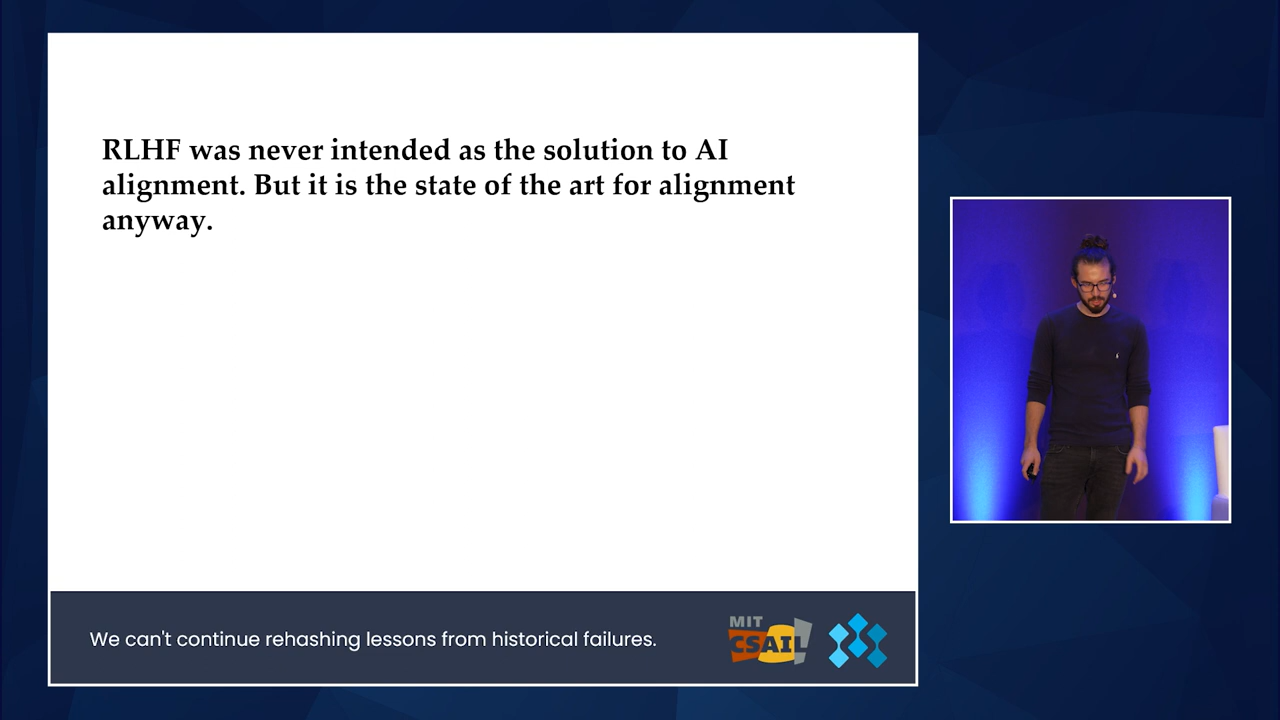 RLHF was never intended as the solution to AI
alignment. But it is the state of the art for alignment
anyway.
We can't continue rehashing lessons from historical failures.
MIT
CSAIL